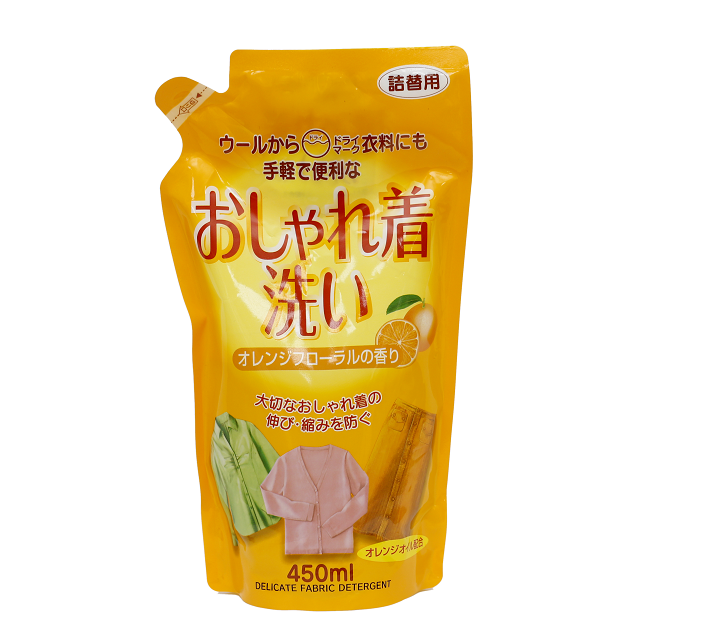 詰替用
ウールから ドライ ドライマーク 衣料にも
手軽で便利な
おしゃれ着
洗い
オレンジフローラルの香り
大切なおしゃれ着の
伸び・縮みを防ぐ
オレンジオイル配合
450ml
DELICATE FABRIC DETERGENT